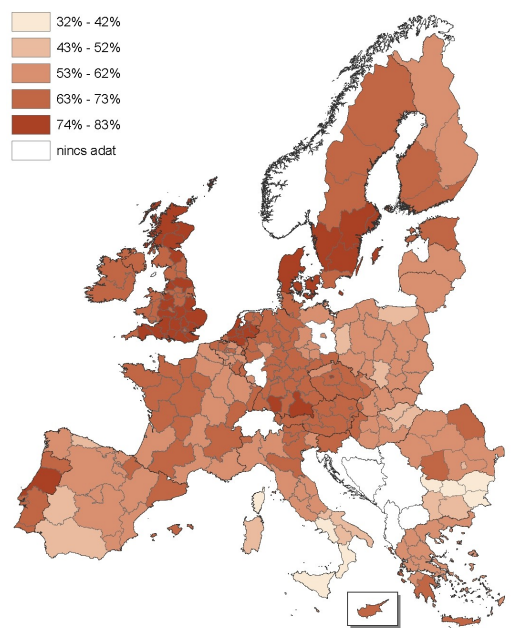 32% - 42%
43% - 52%
53% - 62%
63% - 73%
74% - 83%
nincs adat